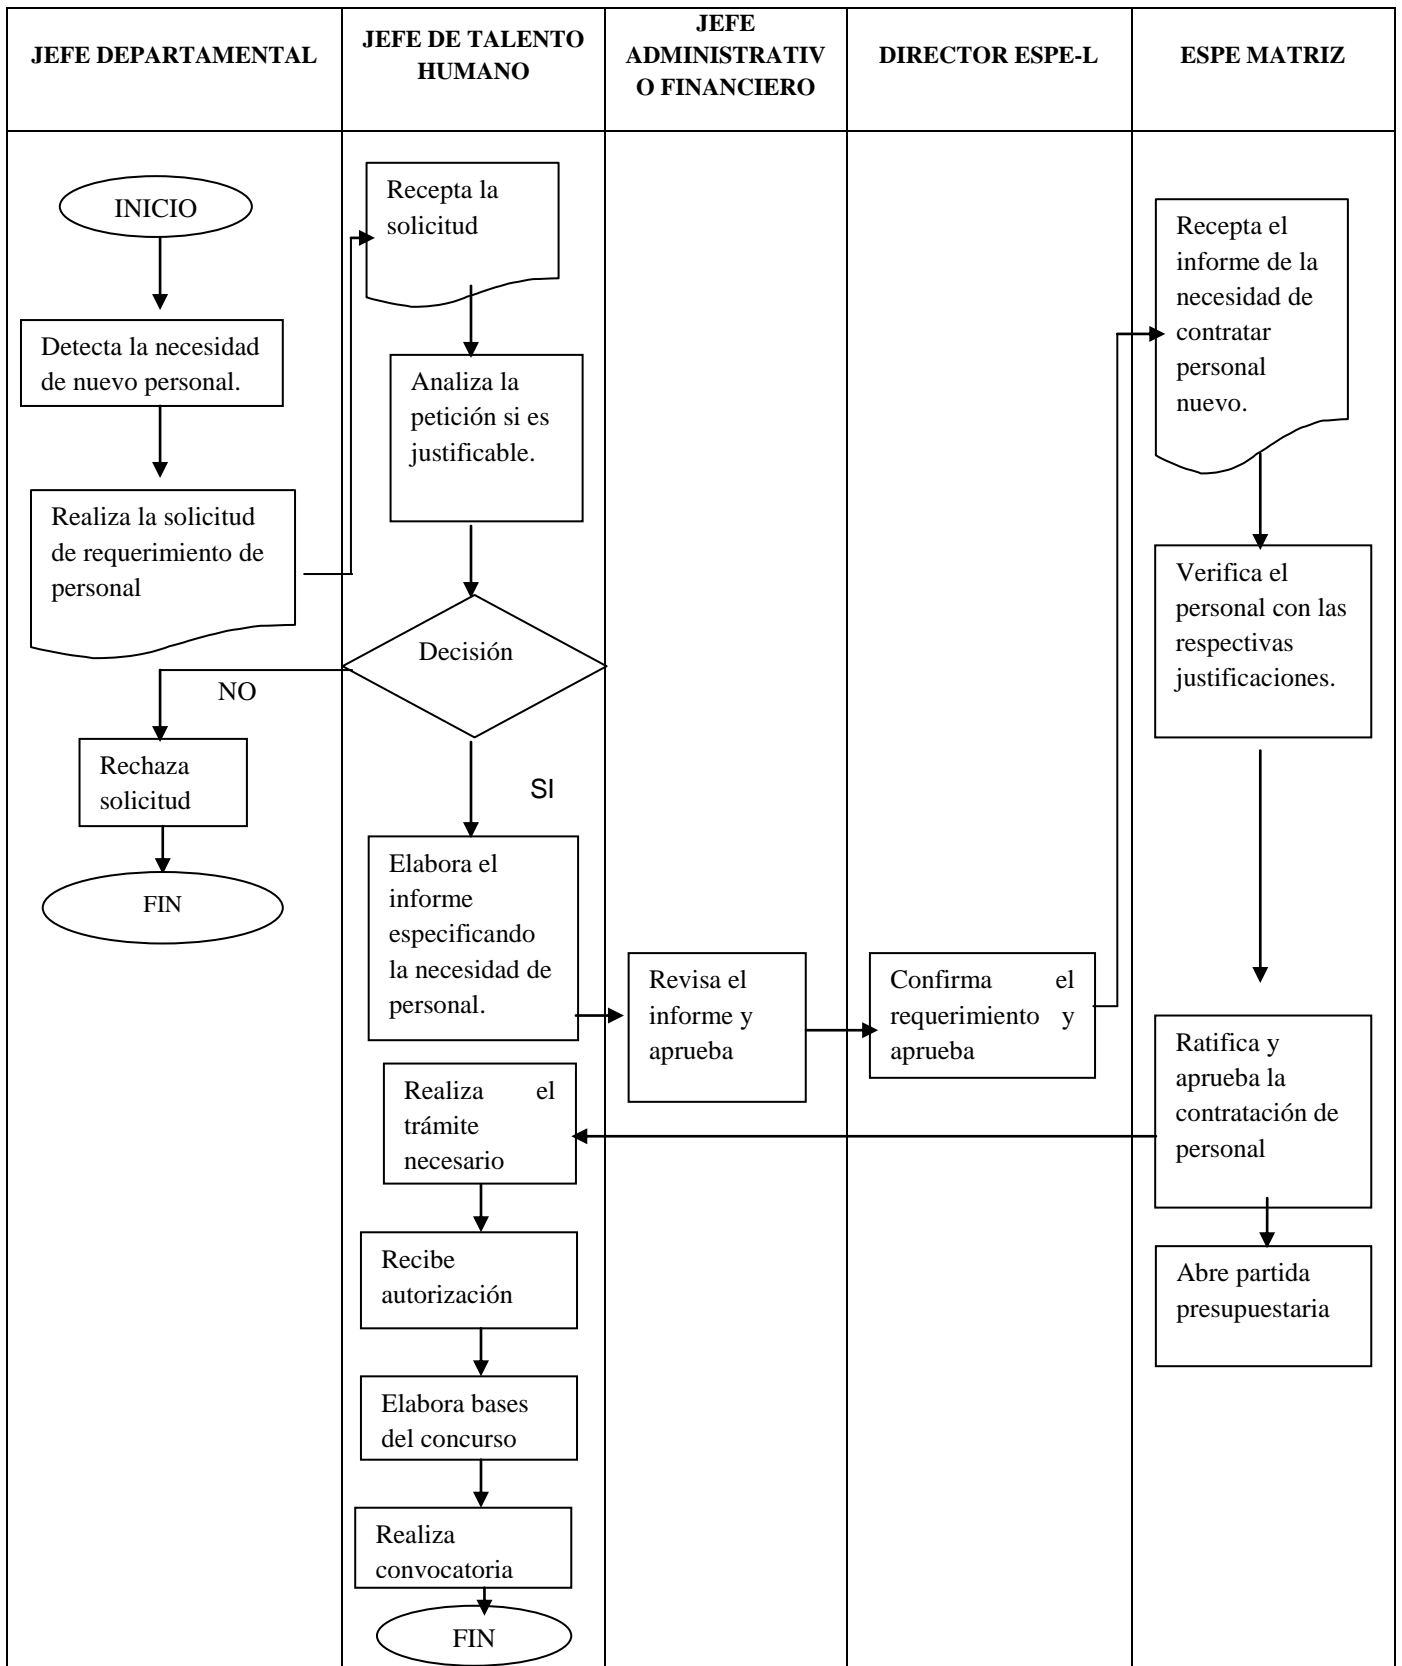 JEFE DEPARTAMENTAL
JEFE DE TALENTO
HUMANO
JEFE
ADMINISTRATIV
O FINANCIERO
DIRECTOR ESPE-L
ESPE MATRIZ
INICIO
Detecta la necesidad
de nuevo personal.
Realiza la solicitud
de requerimiento de
personal
NO
Rechaza
solicitud
FIN
Recepta la
solicitud
Analiza la
petición si es
justificable.
Decisión
SI
Elabora el
informe
especificando
la necesidad de
personal.
Revisa el
informe y
aprueba
Confirma el
requerimiento y
aprueba
Recepta el
informe de la
necesidad de
contratar
personal
nuevo.
Verifica el
personal con las
respectivas
justificaciones.
Ratifica y
aprueba la
contratación de
personal
Abre partida
presupuestaria
Realiza el
trámite
necesario
Recibe
autorización
Elabora bases
del concurso
Realiza
convocatoria
FIN